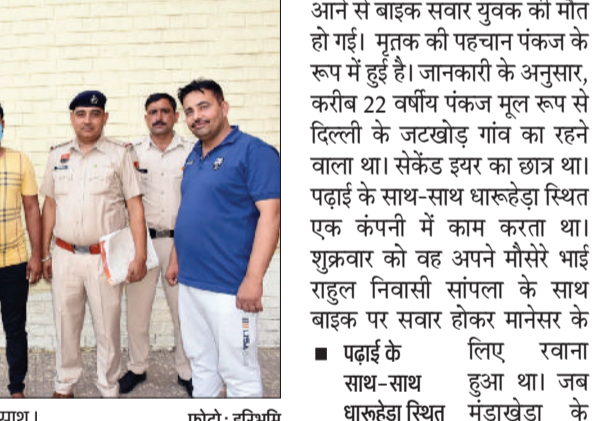 आने से बाइक सवार युवक की मौत
हो गई। मृतक की पहचान पंकज के
रूप में हुई है। जानकारी के अनुसार,
करीब 22 वर्षीय पंकज मूल रूप से
दिल्ली के जटखोड़ गांव का रहने
वाला था। सेकेंड इयर का छात्र था।
पढ़ाई के साथ-साथ धारूहेड़ा स्थित
एक कंपनी में काम करता था।
शुक्रवार को वह अपने मौसेरे भाई
राहुल निवासी सांपला के साथ
बाइक पर सवार होकर मानेसर के
लिए रवाना
हुआ था। जब
मुंडाखेड़ा के
■ पढ़ाई के
साथ-साथ
धारूहेड़ा स्थित
फोटो: हरिभूमि